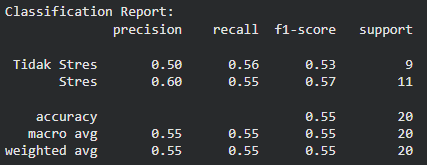 Classification Report:
precision recall f1-score support
Tidak Stres 0.50 0.56 0.53 9
Stres 0.60 0.55 0.57 11
accuracy 0.55 20
macro avg 0.55 0.55 0.55 20
weighted avg 0.55 0.55 0.55 20